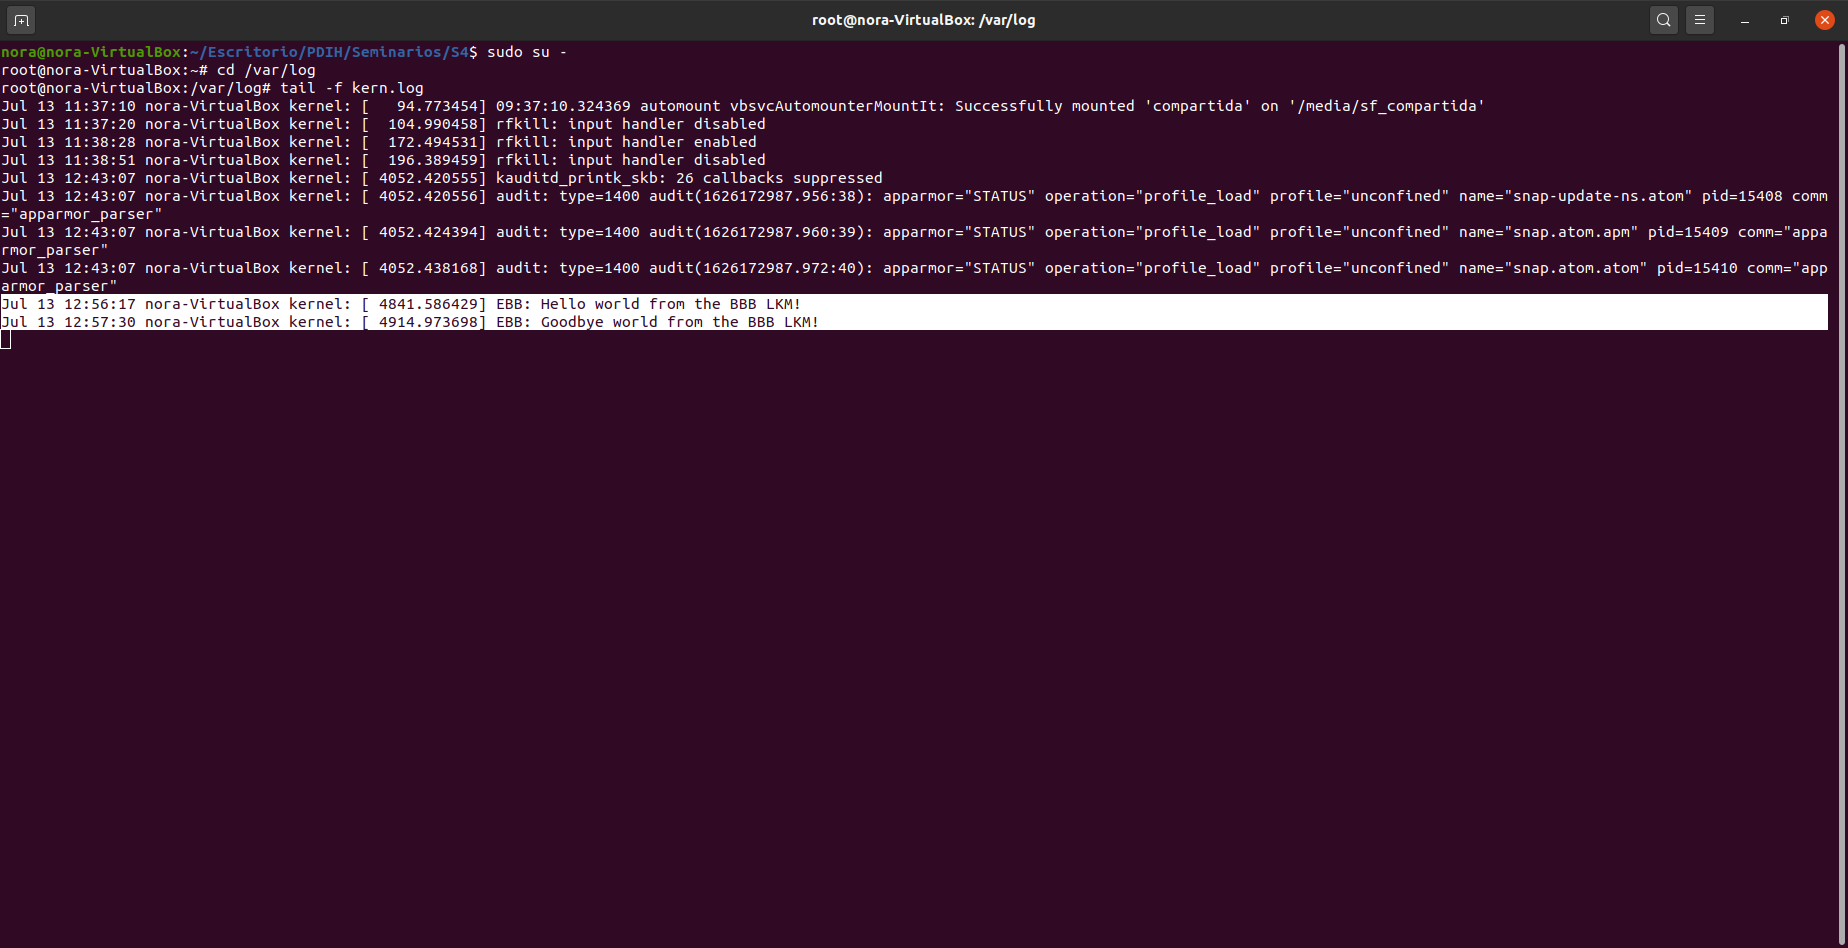 root@nora-VirtualBox: /var/log
nora@nora-VirtualBox:~/Escritorio/PDIH/Seminarios/S4$ sudo su -
root@nora-VirtualBox:~# cd /var/log
root@nora-VirtualBox:/var/log# tail -f kern.log
Jul 13 11:37:10 nora-VirtualBox kernel: [   94.773454] 09:37:10.324369 automount vbsvcAutomounterMountIt: Successfully mounted 'compartida' on '/media/sf_compartida'
Jul 13 11:37:20 nora-VirtualBox kernel: [  104.990458] rfkill: input handler disabled
Jul 13 11:38:28 nora-VirtualBox kernel: [  172.494531] rfkill: input handler enabled
Jul 13 11:38:51 nora-VirtualBox kernel: [  196.389459] rfkill: input handler disabled
Jul 13 12:43:07 nora-VirtualBox kernel: [ 4052.420555] kauditd_printk_skb: 26 callbacks suppressed
Jul 13 12:43:07 nora-VirtualBox kernel: [ 4052.420556] audit: type=1400 audit(1626172987.956:38): apparmor="STATUS" operation="profile_load" profile="unconfined" name="snap-update-ns.atom" pid=15408 comm
="apparmor_parser"
Jul 13 12:43:07 nora-VirtualBox kernel: [ 4052.424394] audit: type=1400 audit(1626172987.960:39): apparmor="STATUS" operation="profile_load" profile="unconfined" name="snap.atom.apm" pid=15409 comm="appa
rmor_parser"
Jul 13 12:43:07 nora-VirtualBox kernel: [ 4052.438168] audit: type=1400 audit(1626172987.972:40): apparmor="STATUS" operation="profile_load" profile="unconfined" name="snap.atom.atom" pid=15410 comm="app
armor_parser"
Jul 13 12:56:17 nora-VirtualBox kernel: [ 4841.586429] EBB: Hello world from the BBB LKM!
Jul 13 12:57:30 nora-VirtualBox kernel: [ 4914.973698] EBB: Goodbye world from the BBB LKM!